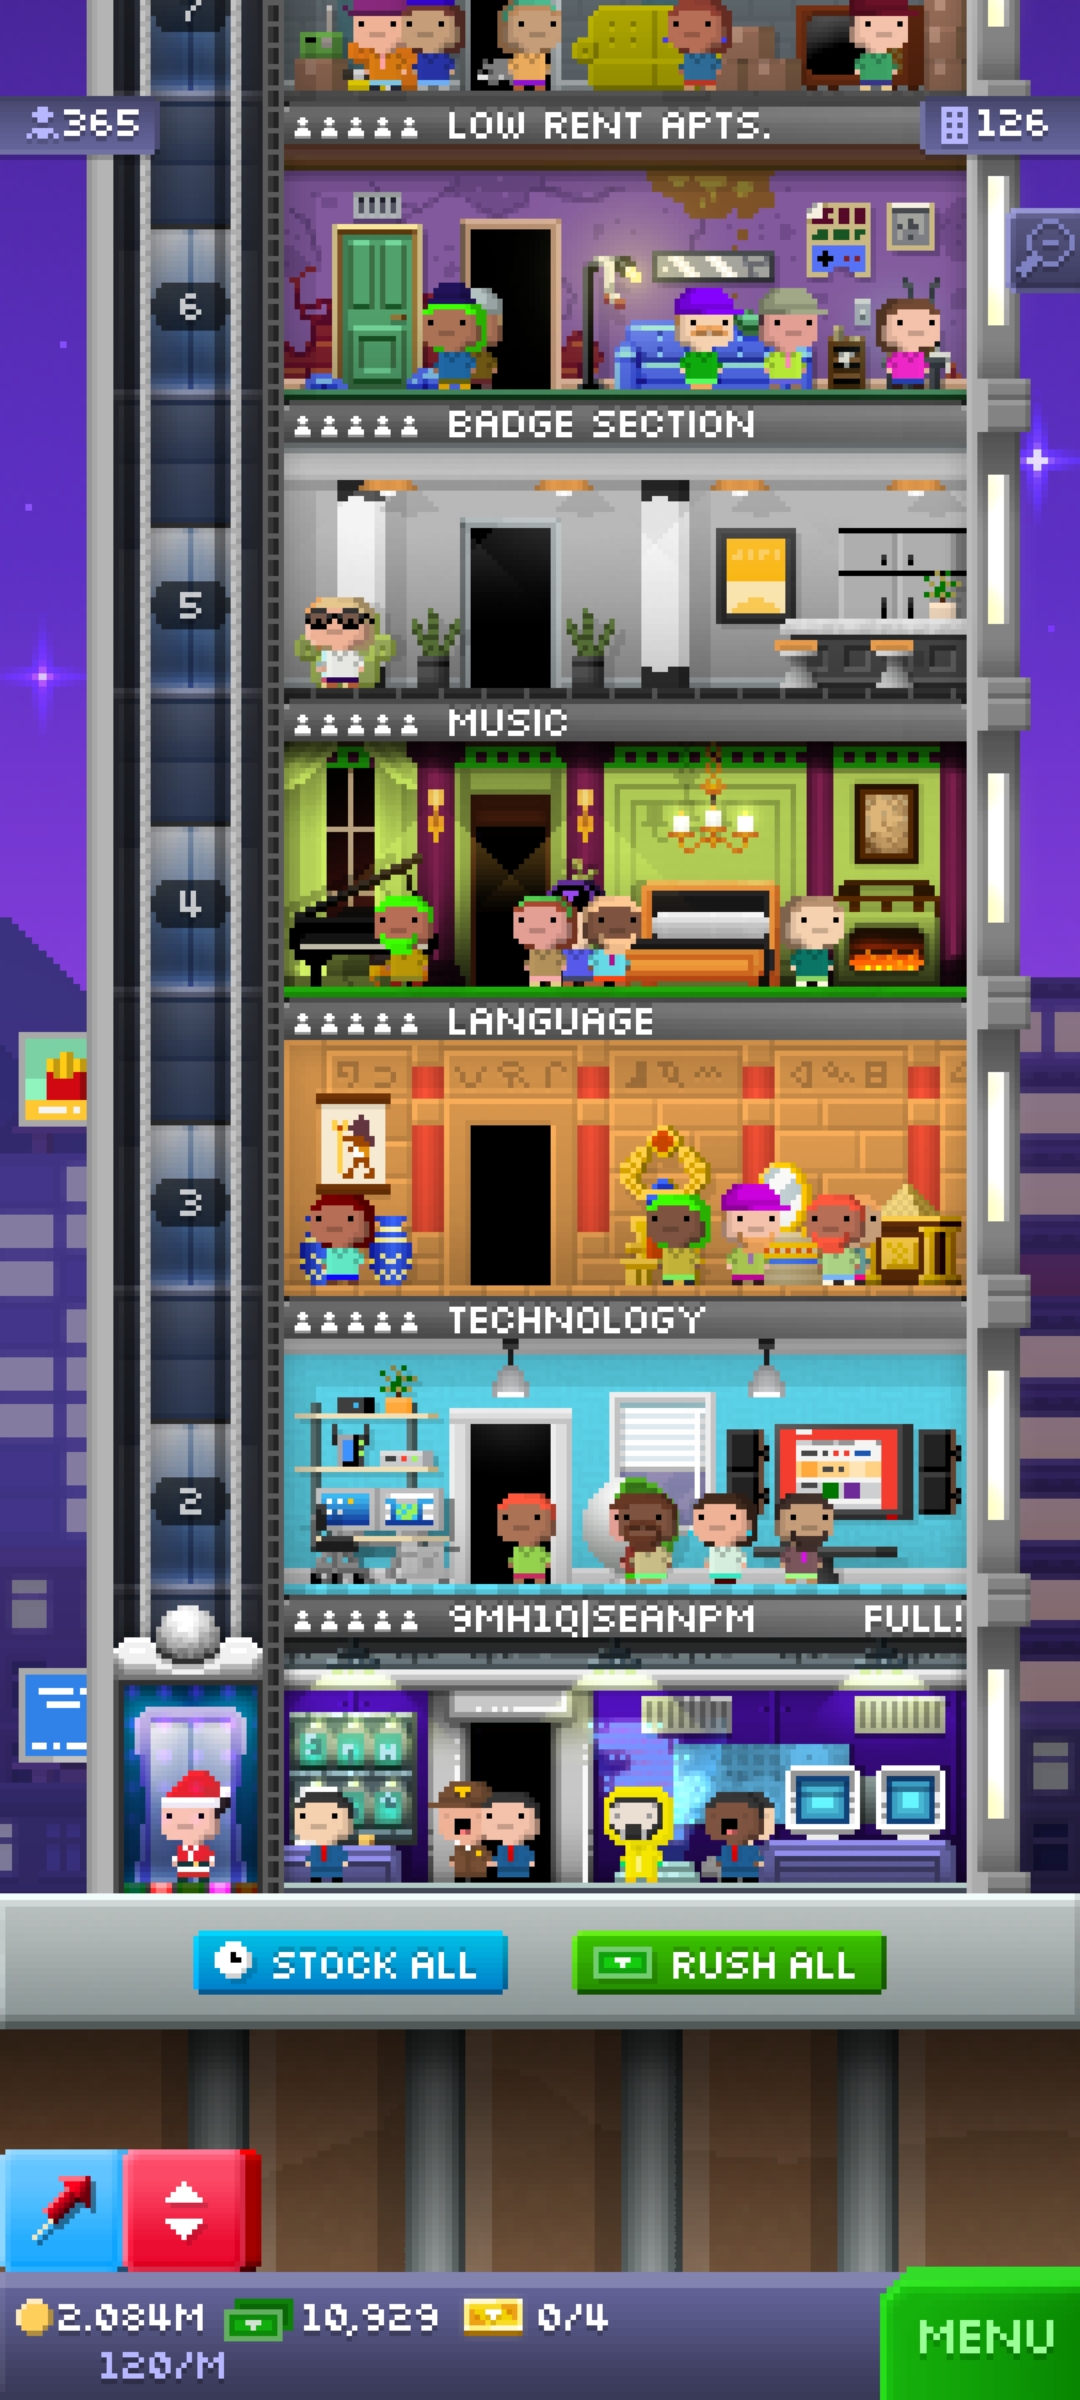 7
365
LOW RENT APTS.
126
6
BADGE SECTION
5
MUSIC
4
LANGUAGE
3
TECHNOLOGY
2
9MH1Q|SEANPM FULL!
STOCK ALL
RUSH ALL
2.084M 10,929 0/4
120/M
MENU